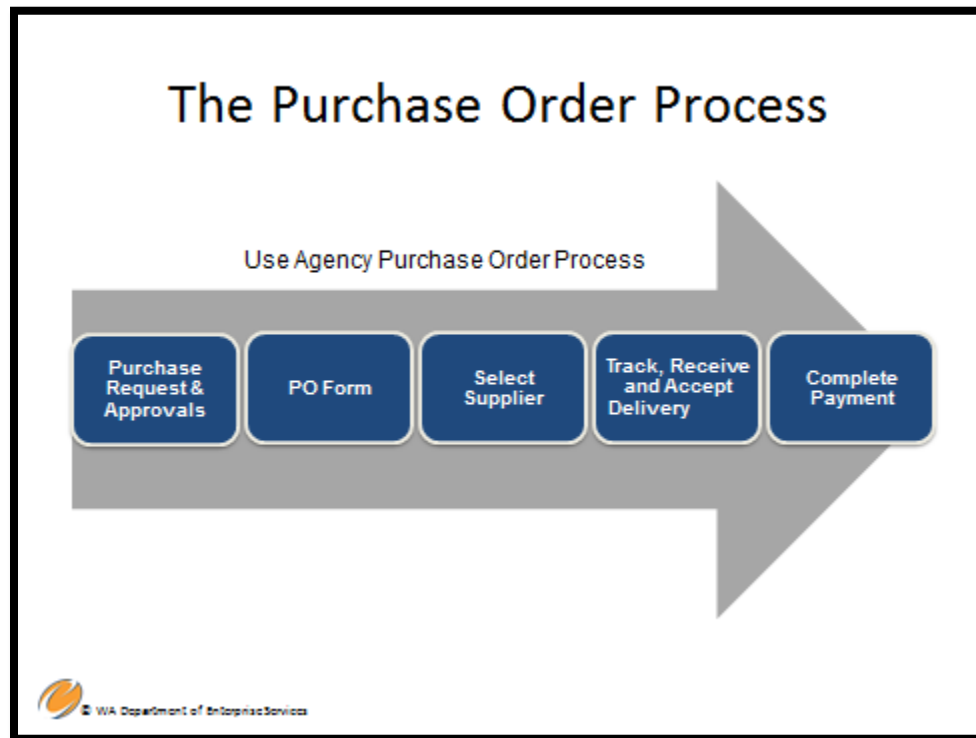 The Purchase Order Process
Use Agency Purchase Order Process
Purchase
Request &
Approvals
PO Form
Select
Supplier
Track, Receive
and Accept
Delivery
Complete
Payment
© WA Department of Enterprise Services